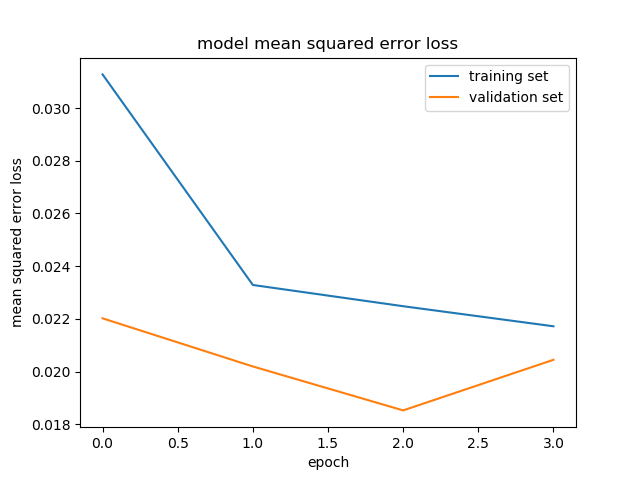 model mean squared error loss
training set
validation set
mean squared error loss
0.030
0.028
0.026
0.024
0.022
0.020
0.018
0.0 0.5 1.0 1.5 2.0 2.5 3.0
epoch